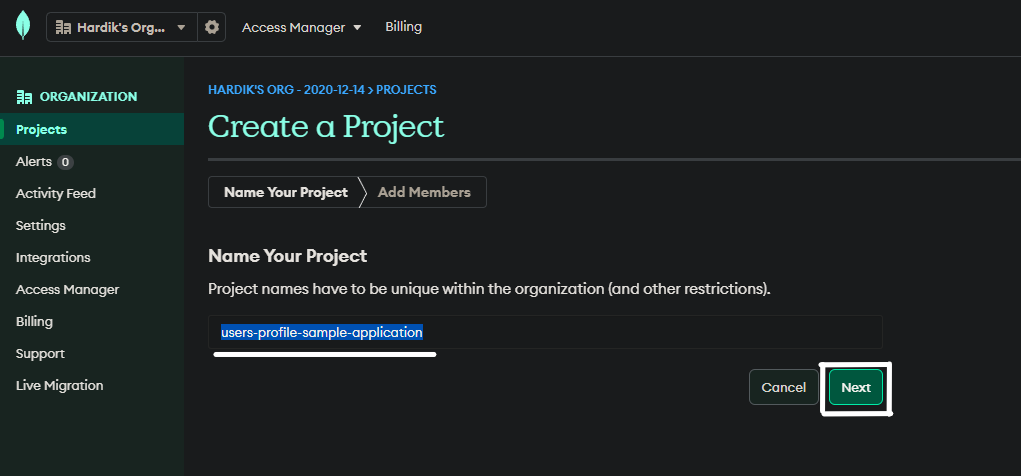 Hardik's Org...
Access Manager
Billing
ORGANIZATION
Projects
Alerts 0
Activity Feed
Settings
Integrations
Access Manager
Billing
Support
Live Migration
HARDIK'S ORG - 2020-12-14 > PROJECTS
Create a Project
Name Your Project
Add Members
Name Your Project
Project names have to be unique within the organization (and other restrictions).
users-profile-sample-application
Cancel
Next